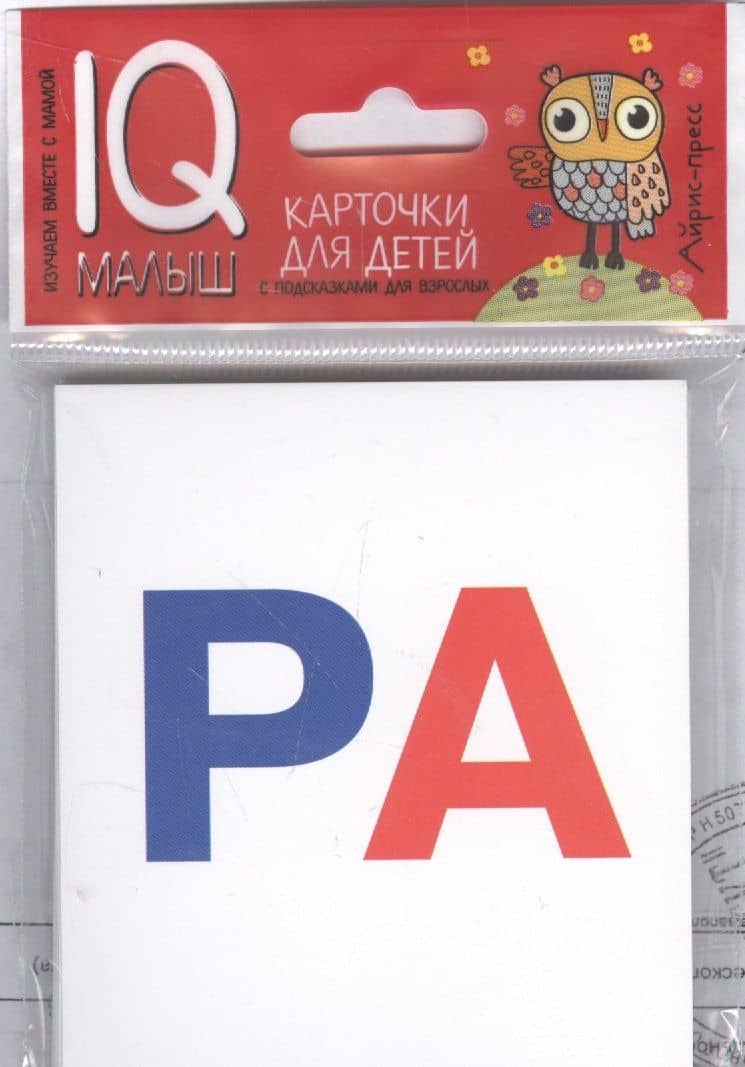 ИЗУЧАЕМ ВМЕСТЕ С МАМОЙ
IQ
МАЛЫШ
КАРТОЧКИ
ДЛЯ ДЕТЕЙ
С ПОДСКАЗКАМИ ДЛЯ ВЗРОСЛЫХ
Айрис-пресс
РА